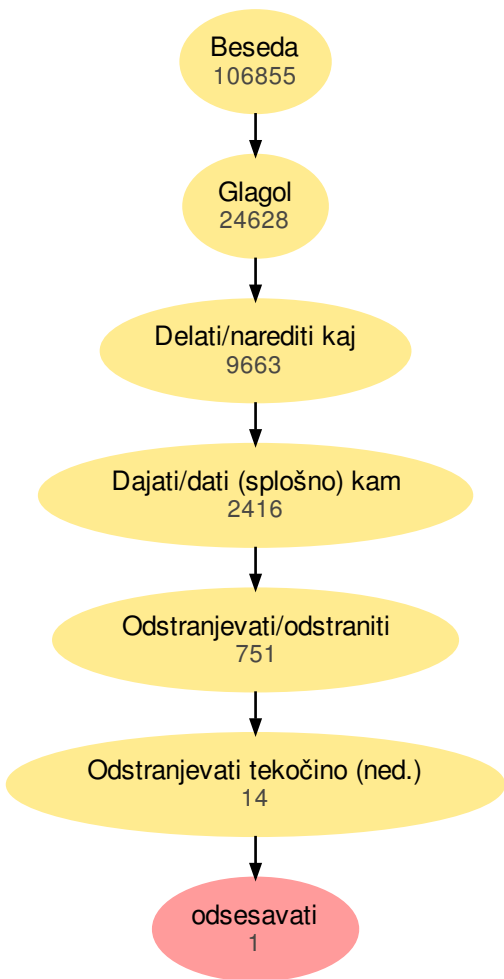 Beseda
106855
Glagol
24628
Delati/narediti kaj
9663
Dajati/dati (splošno) kam
2416
Odstranjevati/odstraniti
751
Odstranjevati tekočino (ned.)
14
odsesavati
1